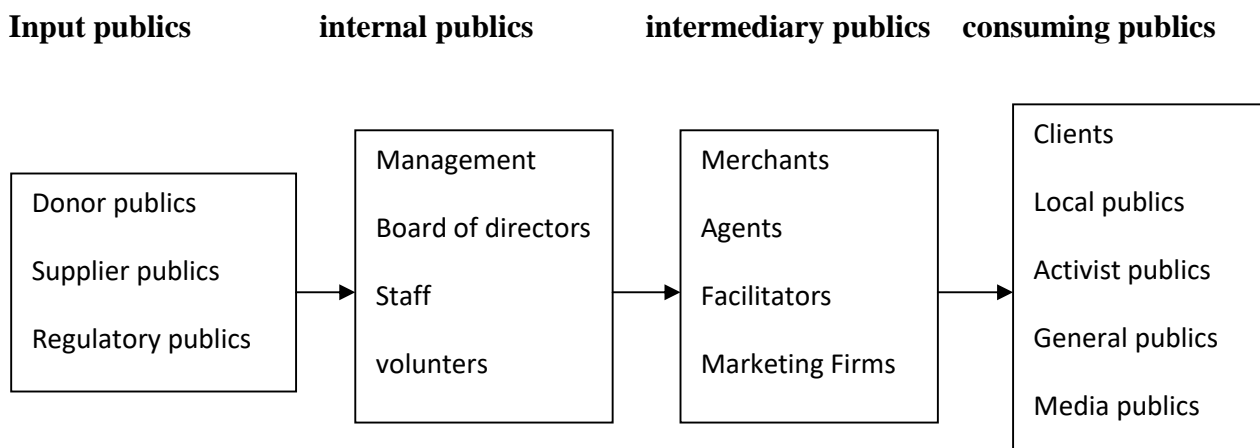 Input publics
internal publics
intermediary publics
consuming publics
Donor publics
Supplier publics
Regulatory publics
Management
Board of directors
Staff
volunters
Merchants
Agents
Facilitators
Marketing Firms
Clients
Local publics
Activist publics
General publics
Media publics